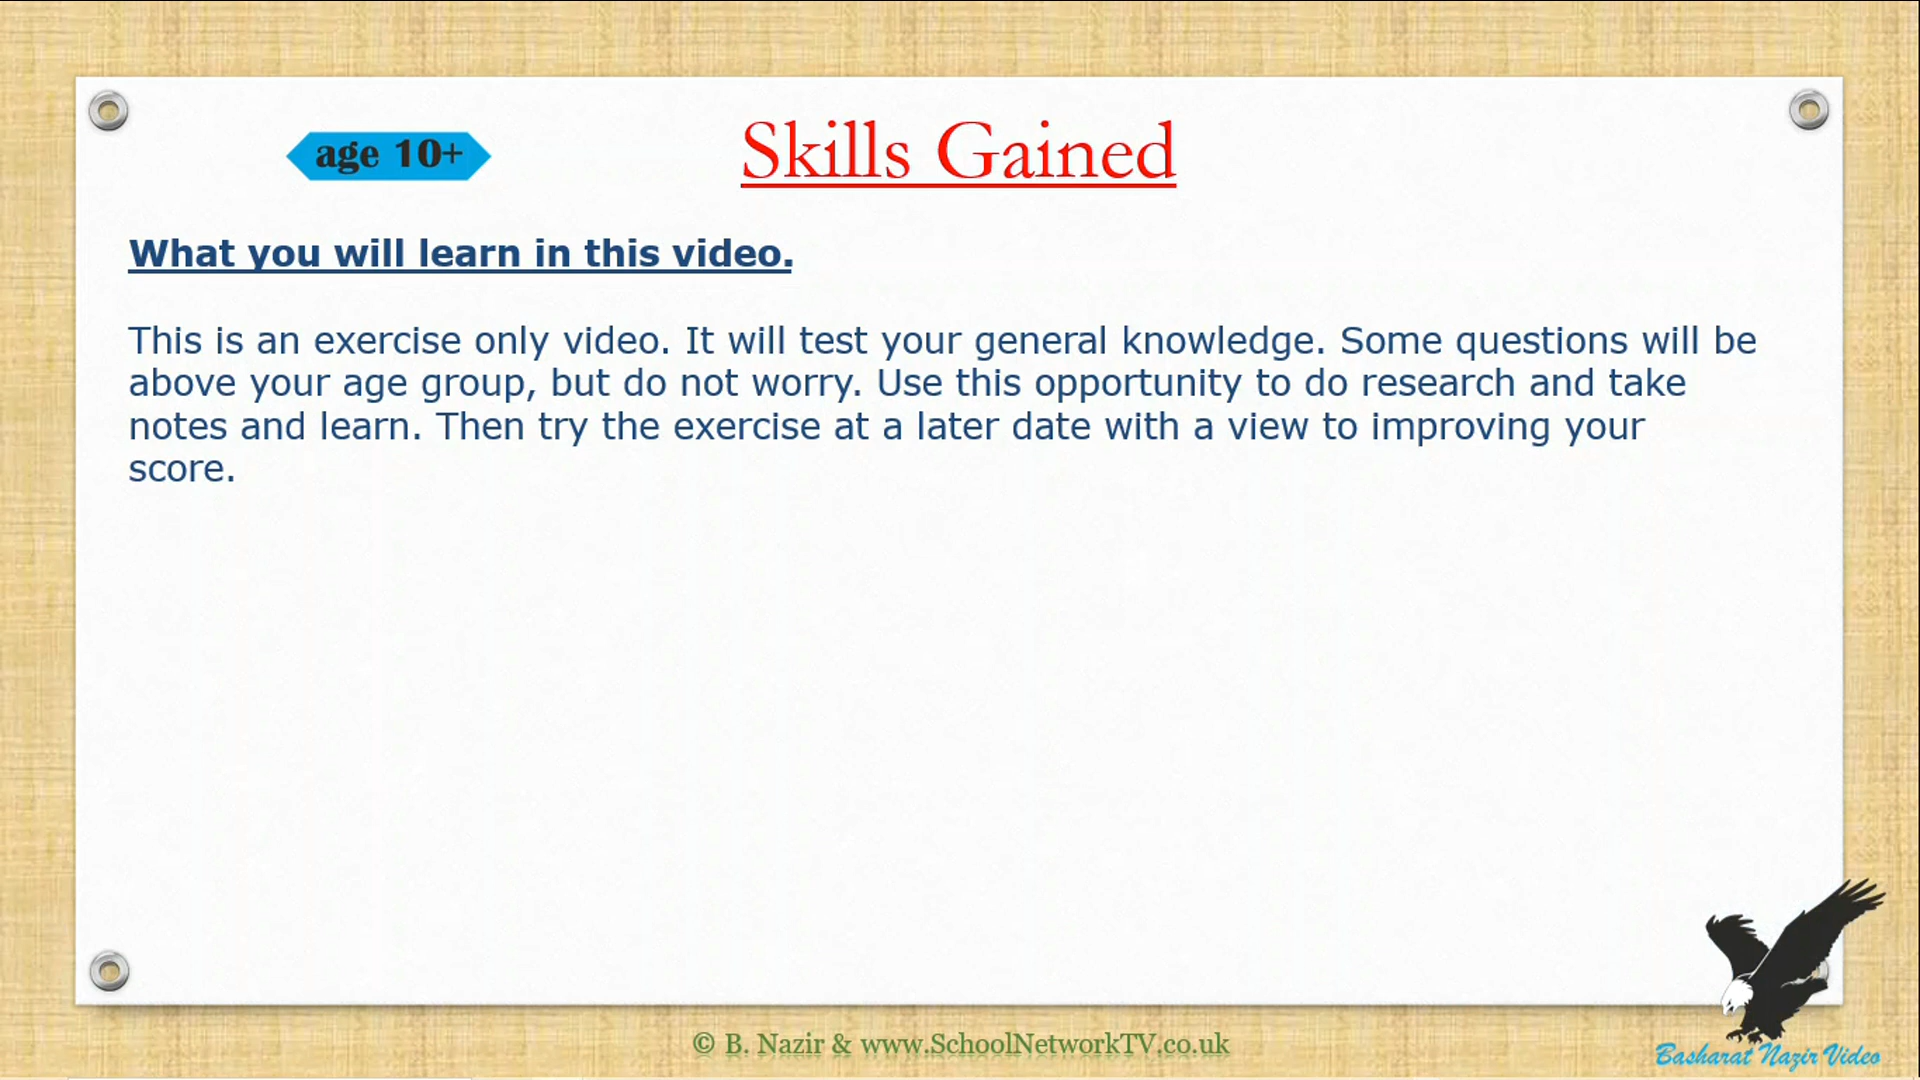 age 10+
Skills Gained
What you will learn in this video.
This is an exercise only video. It will test your general knowledge. Some questions will be
above your age group, but do not worry. Use this opportunity to do research and take
notes and learn. Then try the exercise at a later date with a view to improving your
score.
© B. Nazir & www.SchoolNetworkTV.co.uk
Basharat Nazir Video